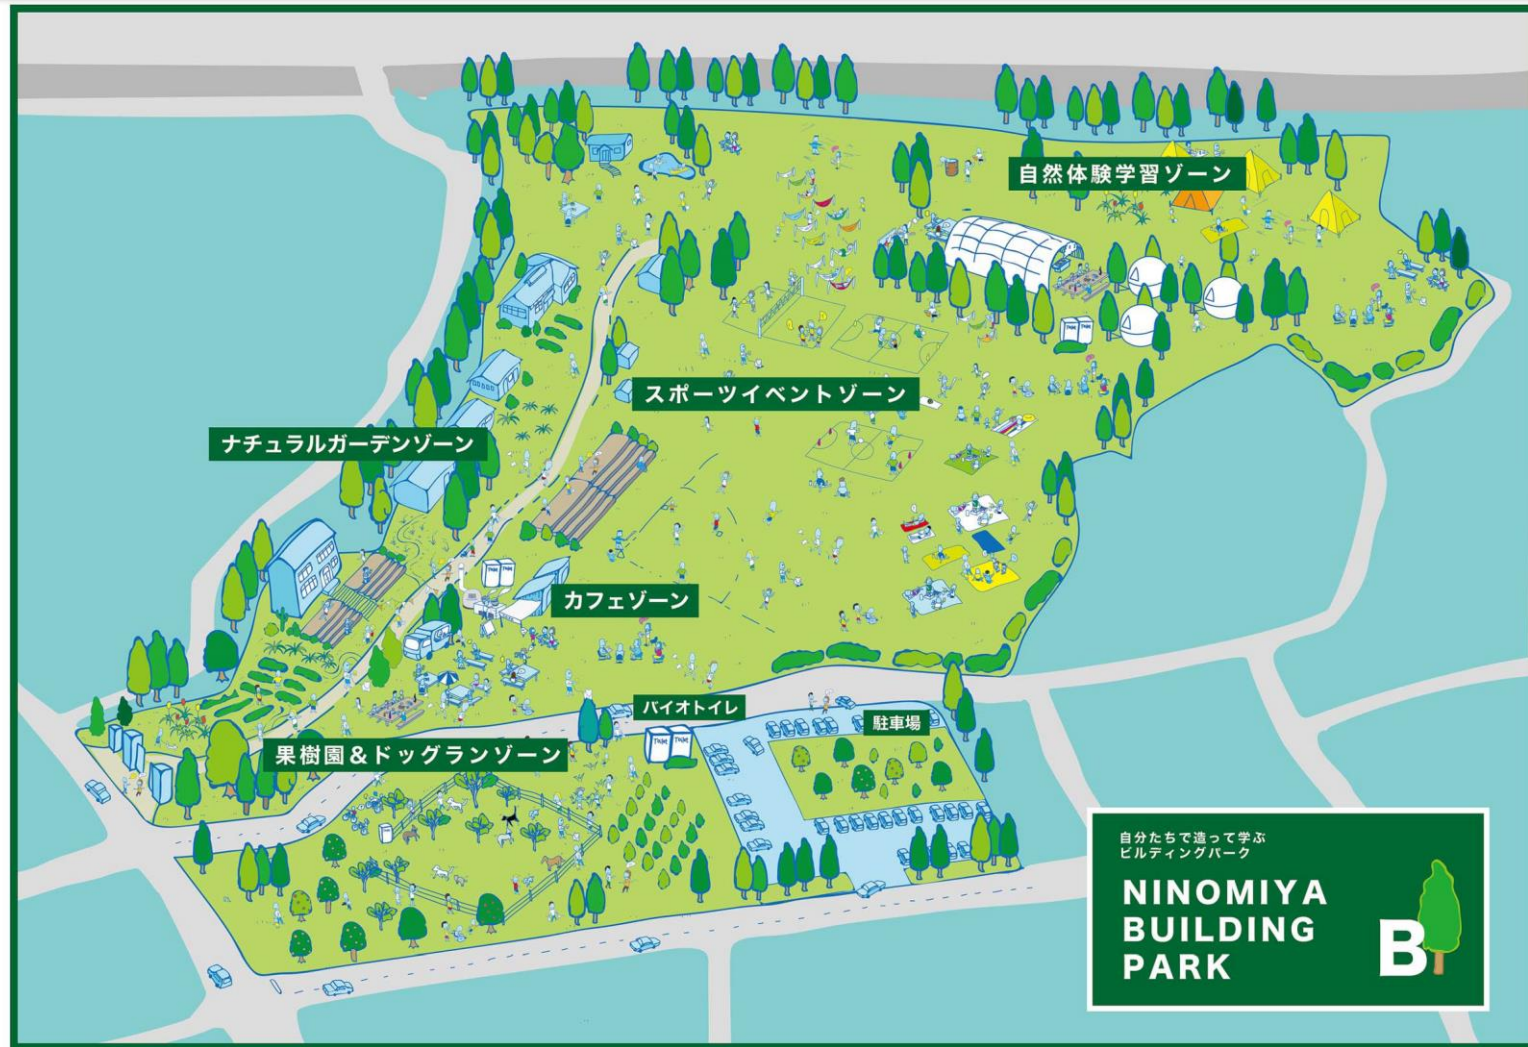 自然体験学習ゾーン
スポーツイベントゾーン
ナチュラルガーデンゾーン
カフェゾーン
バイオトイレ
駐車場
果樹園&ドッグランゾーン
自分たちで造って学ぶ
ビルディングパーク
NINOMIYA
BUILDING
PARK
B